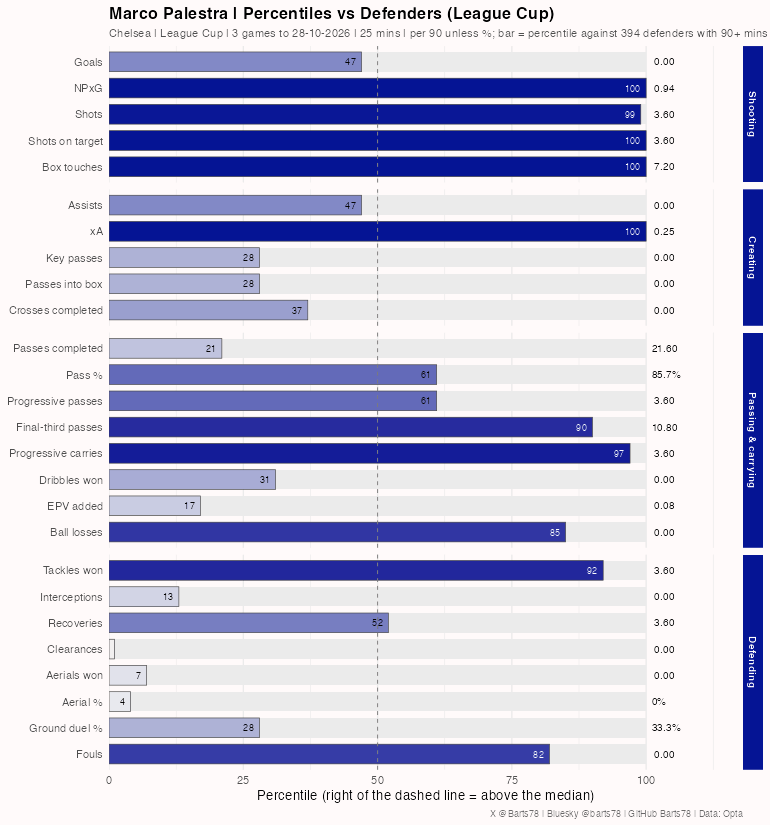 Marco Palestra | Percentiles vs Defenders (League Cup)
Chelsea | League Cup | 3 games to 28-10-2026 | 25 mins | per 90 unless %; bar = percentile against 394 defenders with 90+ mins
Goals 47 0.00
NPxG 100 0.94
Shots 99 3.60
Shots on target 100 3.60
Box touches 100 7.20
Shooting
Assists 47 0.00
xA 100 0.25
Key passes 28 0.00
Passes into box 28 0.00
Crosses completed 37 0.00
Creating
Passes completed 21 21.60
Pass % 61 85.7%
Progressive passes 61 3.60
Final-third passes 90 10.80
Progressive carries 97 3.60
Dribbles won 31 0.00
EPV added 17 0.08
Ball losses 85 0.00
Passing & carrying
Tackles won 92 3.60
Interceptions 13 0.00
Recoveries 52 3.60
Clearances 0.00
Aerials won 7 0.00
Aerial % 4 0%
Ground duel % 28 33.3%
Fouls 82 0.00
Defending
0 25 50 75 100
Percentile (right of the dashed line = above the median)
X @Barts78 | Bluesky @barts78 | GitHub Barts78 | Data: Opta